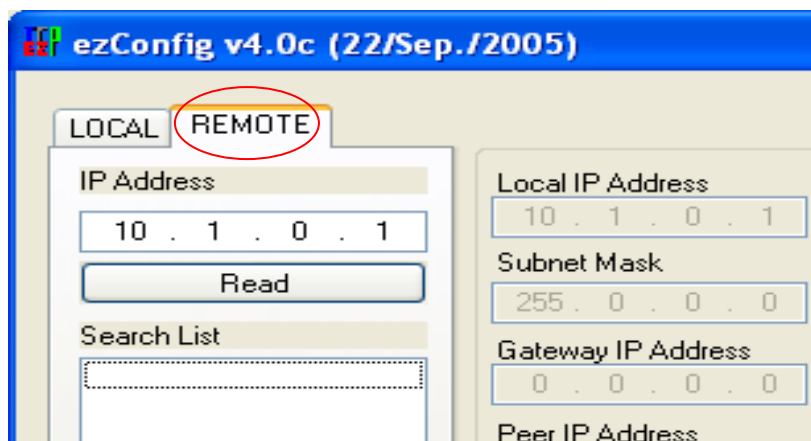 ezConfig v4.0c (22/Sep./2005)
LOCAL REMOTE
IP Address
10 . 1 . 0 . 1
Read
Search List
Local IP Address
10 . 1 . 0 . 1
Subnet Mask
255 . 0 . 0 . 0
Gateway IP Address
0 . 0 . 0 . 0
Peer IP Address